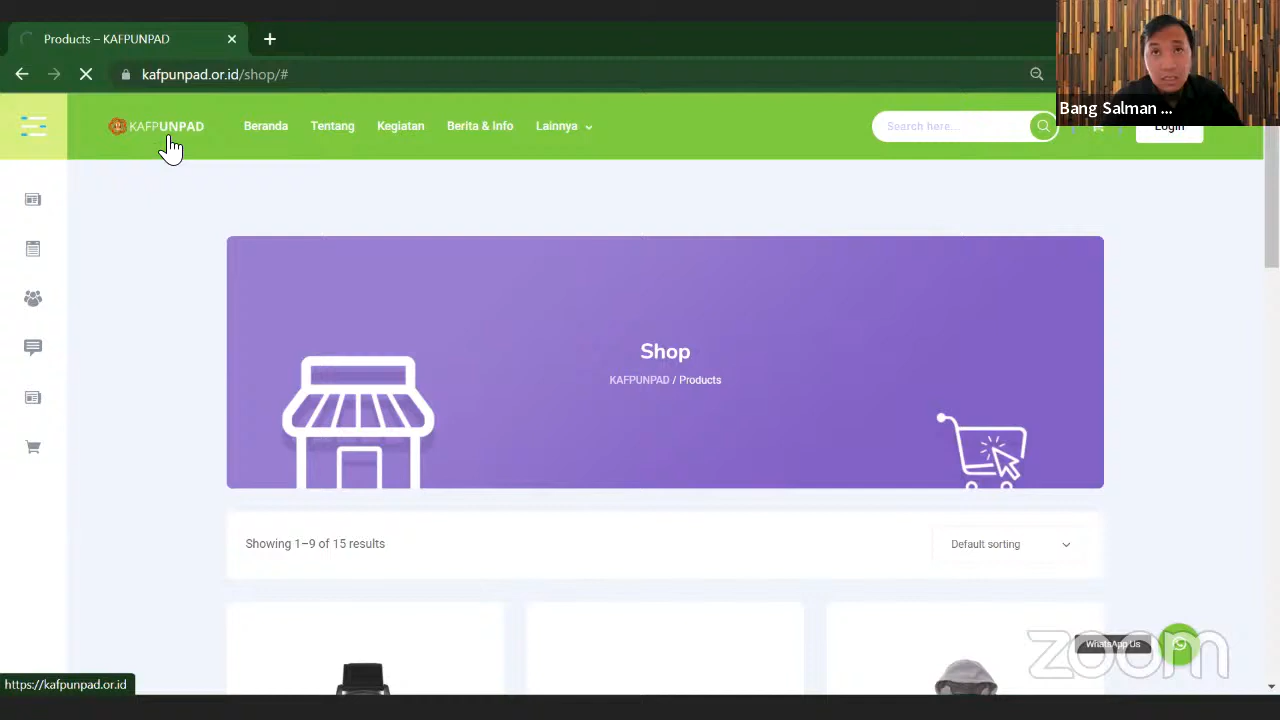 Products – KAFPUNPAD
kafpunpad.or.id/shop/#
Bang Salman ...
KAFPUNPAD
Beranda
Tentang
Kegiatan
Berita & Info
Lainnya
Search here...
Login
Shop
KAFPUNPAD / Products
Showing 1–9 of 15 results
Default sorting
WhatsApp Us
zoom
https://kafpunpad.or.id